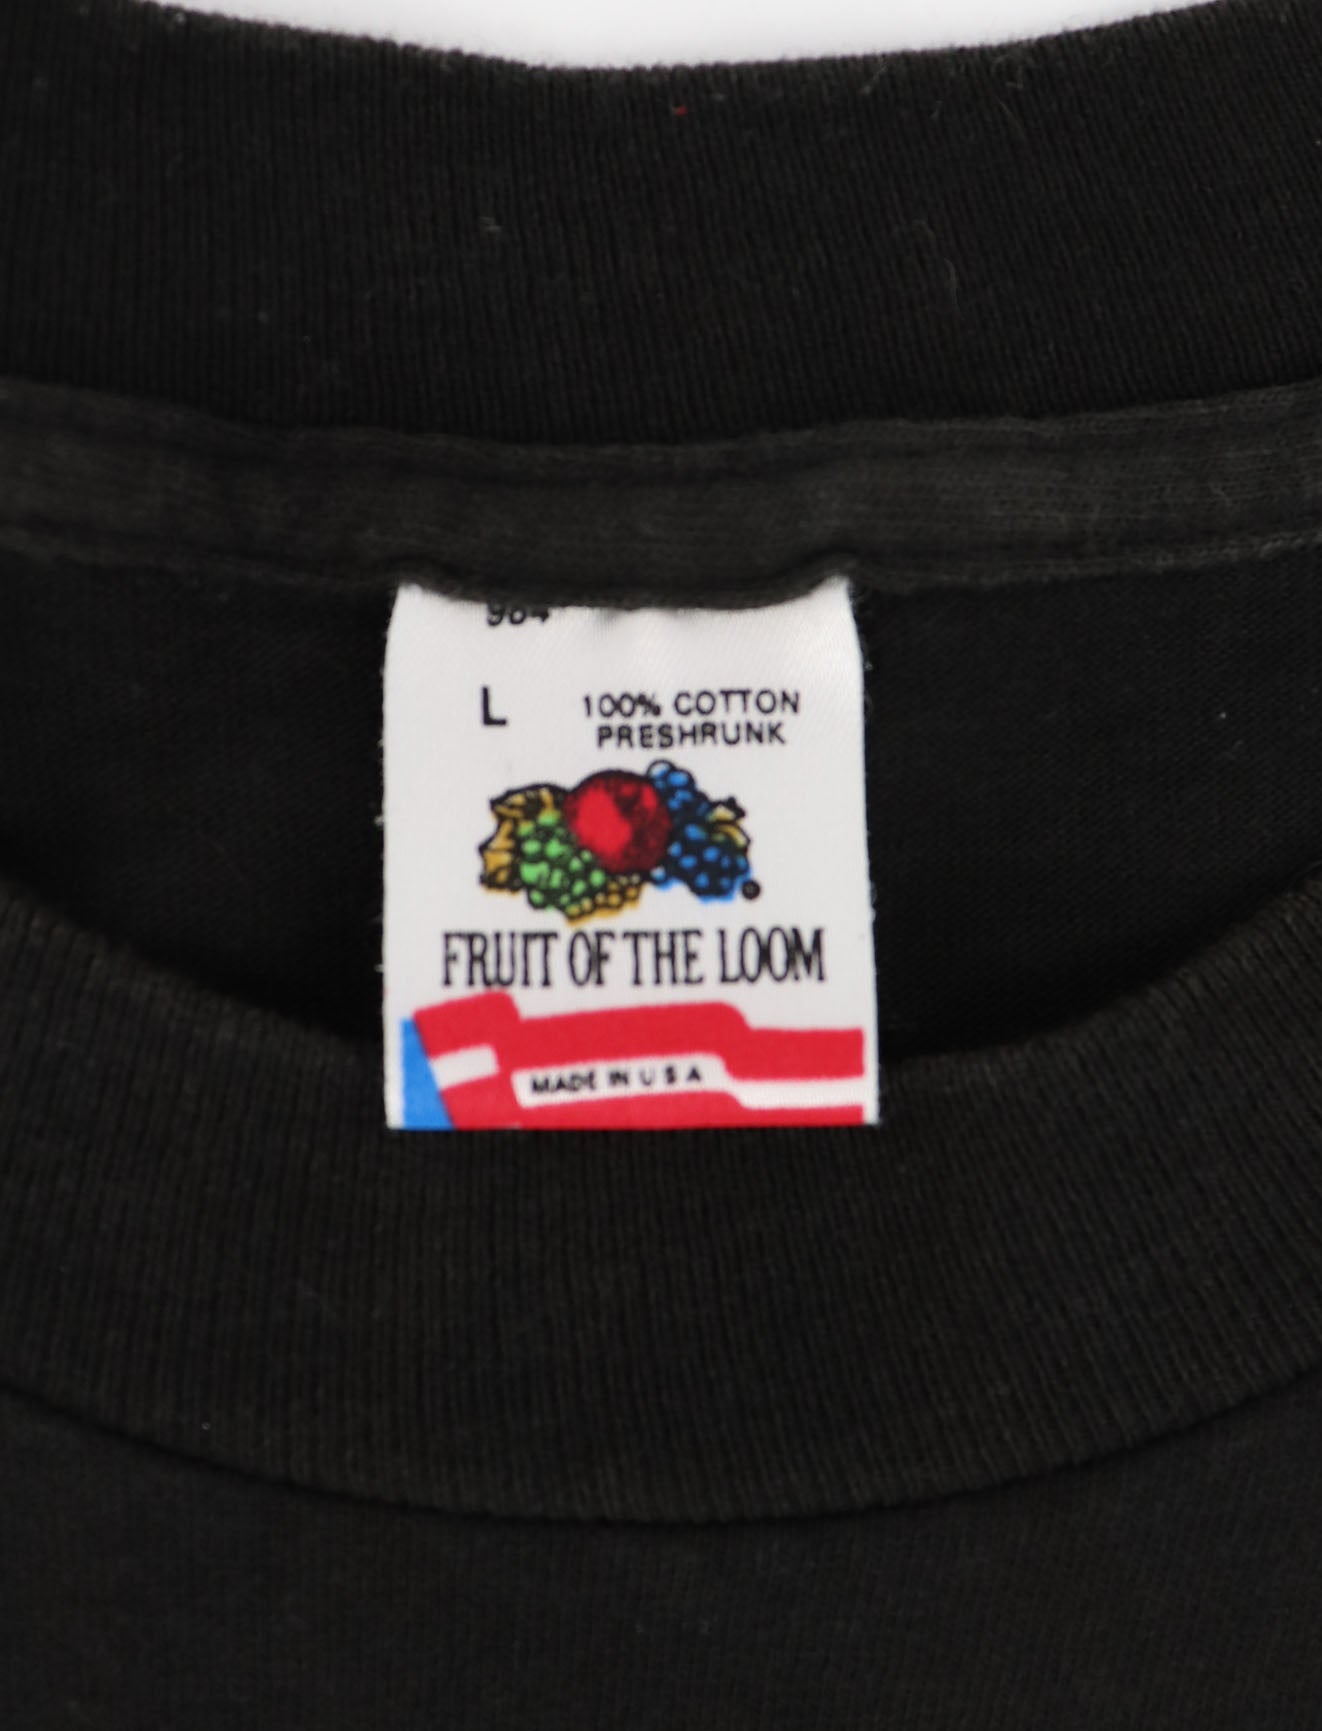 L
100% COTTON
PRESHRUNK
FRUIT OF THE LOOM
MADE IN U S A